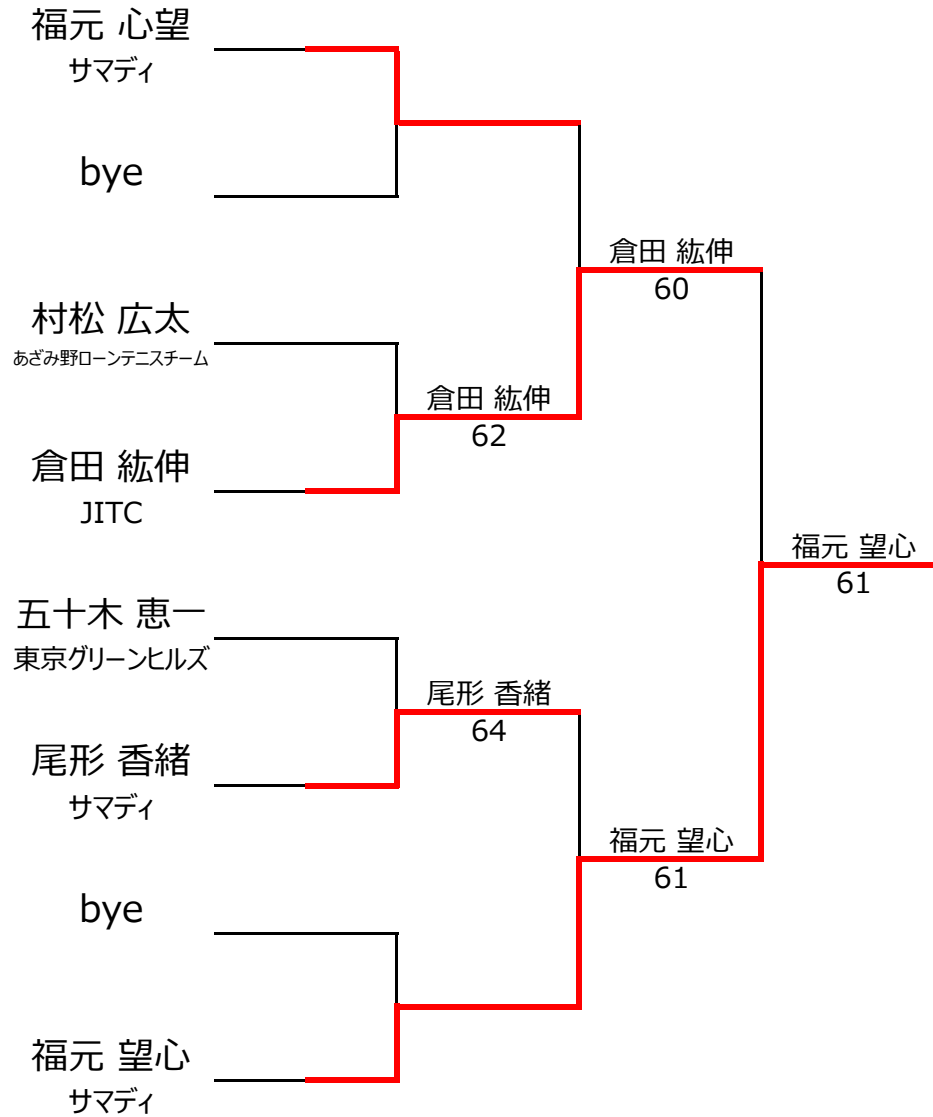 福元 心望
サマディ
bye
村松 広太
あざみ野ローンテニスチーム
倉田 紘伸
JITC
五十木 恵一
東京グリーンヒルズ
尾形 香緒
サマディ
bye
福元 望心
サマディ
倉田 紘伸
62
尾形 香緒
64
倉田 紘伸
60
福元 望心
61
福元 望心
61